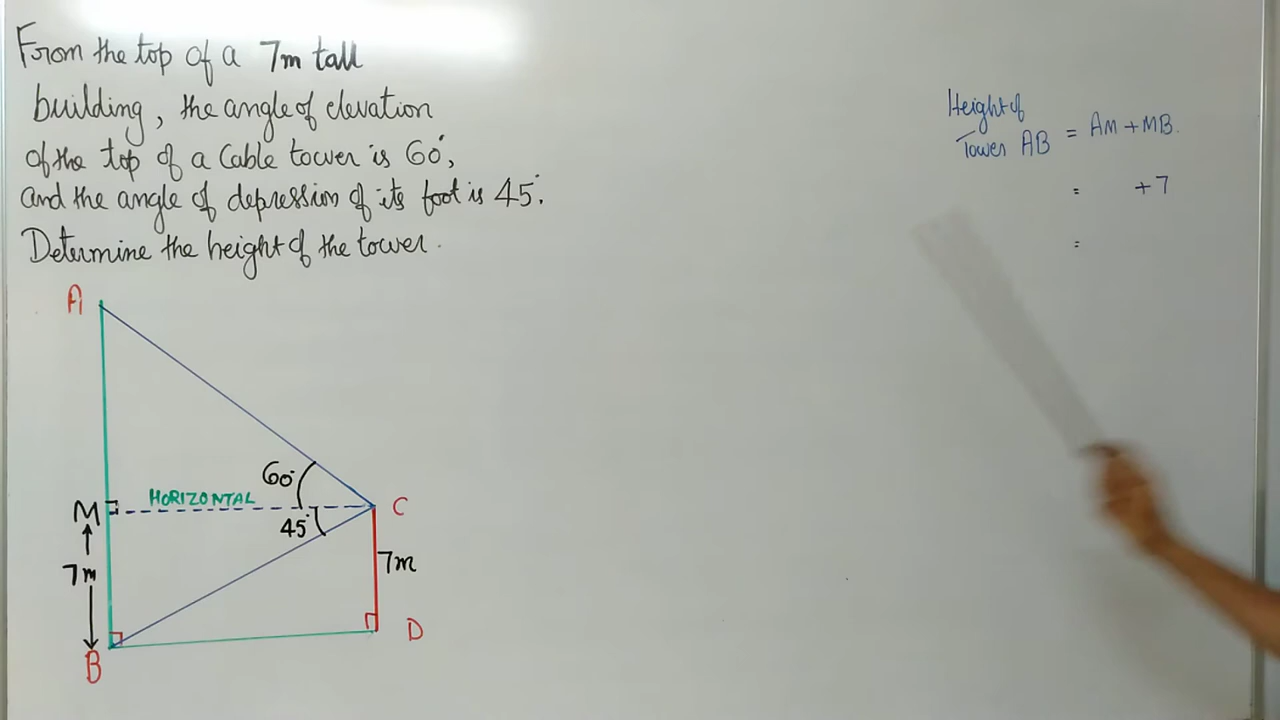 From the top of a 7m tall
building, the angle of elevation
of the top of a Cable tower is 60°,
and the angle of depression of its foot is 45°.
Determine the height of the tower.
Height of
Tower AB = AM + MB.
= + 7
=
A
60°
M
HORIZONTAL
C
45°
7m
7m
B
D